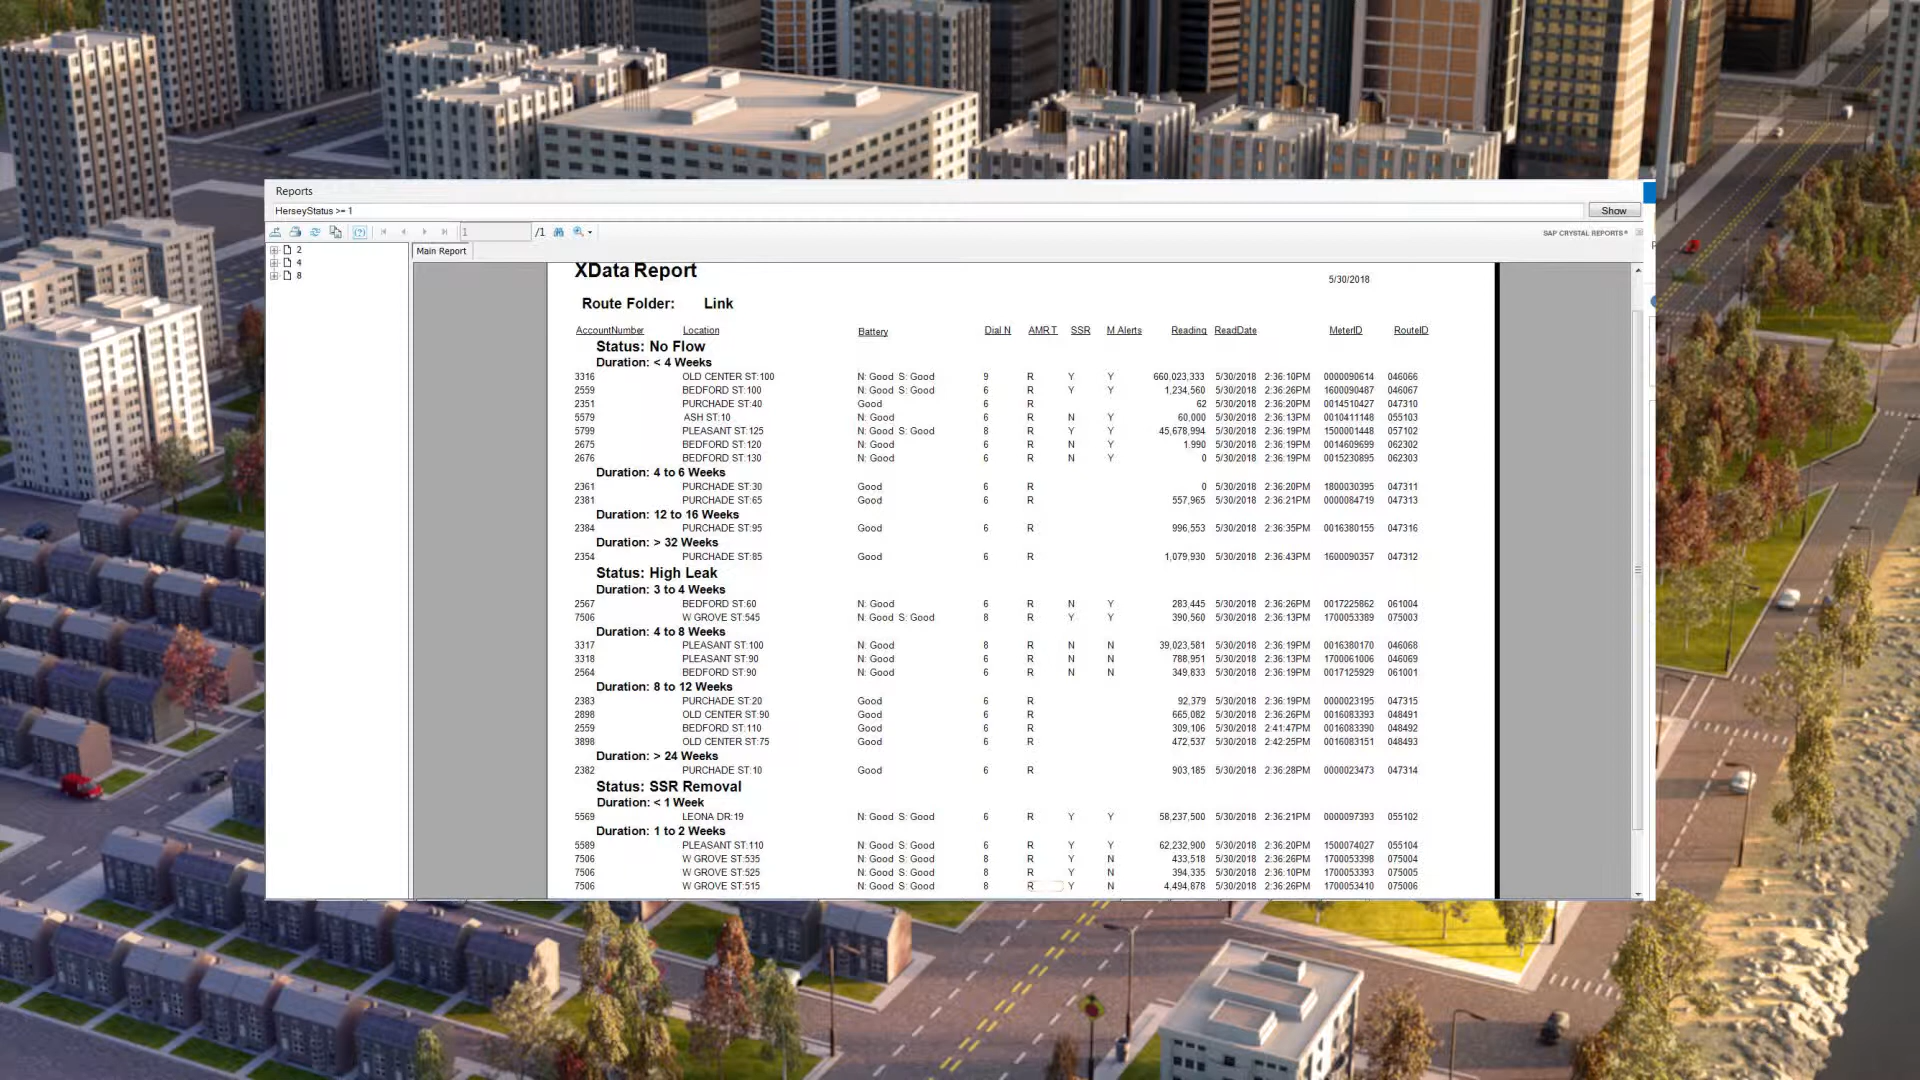 Reports
HerseyStatus >= 1 Show
1 /1 SAP CRYSTAL REPORTS®
2
4
8
Main Report
XData Report 5/30/2018
Route Folder: Link
AccountNumber Location Battery Dial N AMR T SSR M Alerts Reading ReadDate MeterID RouteID
Status: No Flow
Duration: < 4 Weeks
3316 OLD CENTER ST:100 N: Good S: Good 9 R Y Y 660,023,333 5/30/2018 2:36:10PM 0000090614 046066
2559 BEDFORD ST:100 N: Good S: Good 6 R Y Y 1,234,560 5/30/2018 2:36:26PM 1600090487 046067
2351 PURCHADE ST:40 Good 6 R 62 5/30/2018 2:36:20PM 0014510427 047310
5579 ASH ST:10 N: Good 6 R N Y 60,000 5/30/2018 2:36:13PM 0010411148 055103
5799 PLEASANT ST:125 N: Good S: Good 8 R Y Y 45,678,994 5/30/2018 2:36:19PM 1500001448 057102
2675 BEDFORD ST:120 N: Good 6 R N Y 1,990 5/30/2018 2:36:19PM 0014609699 062302
2676 BEDFORD ST:130 N: Good 6 R N Y 0 5/30/2018 2:36:19PM 0015230895 062303
Duration: 4 to 6 Weeks
2361 PURCHADE ST:30 Good 6 R 0 5/30/2018 2:36:20PM 1800030395 047311
2381 PURCHADE ST:65 Good 6 R 557,965 5/30/2018 2:36:21PM 0000084719 047313
Duration: 12 to 16 Weeks
2384 PURCHADE ST:95 Good 6 R 996,553 5/30/2018 2:36:35PM 0016380155 047316
Duration: > 32 Weeks
2354 PURCHADE ST:85 Good 6 R 1,079,930 5/30/2018 2:36:43PM 1600090357 047312
Status: High Leak
Duration: 3 to 4 Weeks
2567 BEDFORD ST:60 N: Good 6 R N Y 283,445 5/30/2018 2:36:26PM 0017225862 061004
7506 W GROVE ST:545 N: Good S: Good 8 R Y Y 390,560 5/30/2018 2:36:13PM 1700053389 075003
Duration: 4 to 8 Weeks
3317 PLEASANT ST:100 N: Good 8 R N N 39,023,581 5/30/2018 2:36:19PM 0016380170 046068
3318 PLEASANT ST:90 N: Good 6 R N N 788,951 5/30/2018 2:36:13PM 1700061006 046069
2564 BEDFORD ST:90 N: Good 6 R N N 349,833 5/30/2018 2:36:19PM 0017125929 061001
Duration: 8 to 12 Weeks
2383 PURCHADE ST:20 Good 6 R 92,379 5/30/2018 2:36:19PM 0000023195 047315
2898 OLD CENTER ST:90 Good 6 R 665,082 5/30/2018 2:36:26PM 0016083393 048491
2559 BEDFORD ST:110 Good 6 R 309,106 5/30/2018 2:41:47PM 0016083390 048492
3898 OLD CENTER ST:75 Good 6 R 472,537 5/30/2018 2:42:25PM 0016083151 048493
Duration: > 24 Weeks
2382 PURCHADE ST:10 Good 6 R 903,185 5/30/2018 2:36:28PM 0000023473 047314
Status: SSR Removal
Duration: < 1 Week
5569 LEONA DR:19 N: Good S: Good 6 R Y Y 58,237,500 5/30/2018 2:36:21PM 0000097393 055102
Duration: 1 to 2 Weeks
5589 PLEASANT ST:110 N: Good S: Good 6 R Y Y 62,232,900 5/30/2018 2:36:20PM 1500074027 055104
7506 W GROVE ST:535 N: Good S: Good 8 R Y N 433,518 5/30/2018 2:36:26PM 1700053398 075004
7506 W GROVE ST:525 N: Good S: Good 8 R Y N 394,335 5/30/2018 2:36:10PM 1700053393 075005
7506 W GROVE ST:515 N: Good S: Good 8 R Y N 4,494,878 5/30/2018 2:36:26PM 1700053410 075006